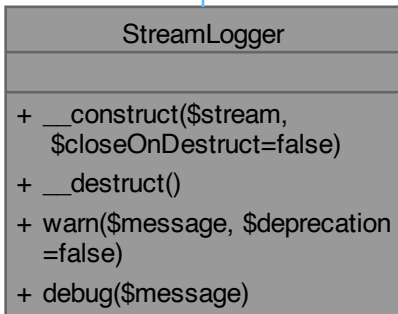 StreamLogger
+ __construct($stream,
$closeOnDestruct=false)
+ __destruct()
+ warn($message, $deprecation
=false)
+ debug($message)